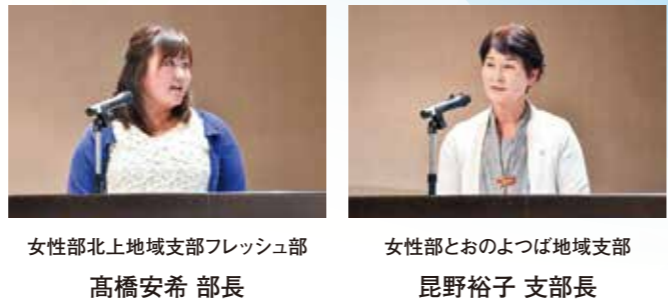 女性部北上地域支部フレッシュ部
髙橋安希 部長
女性部とおのよつば地域支部
昆野裕子 支部長